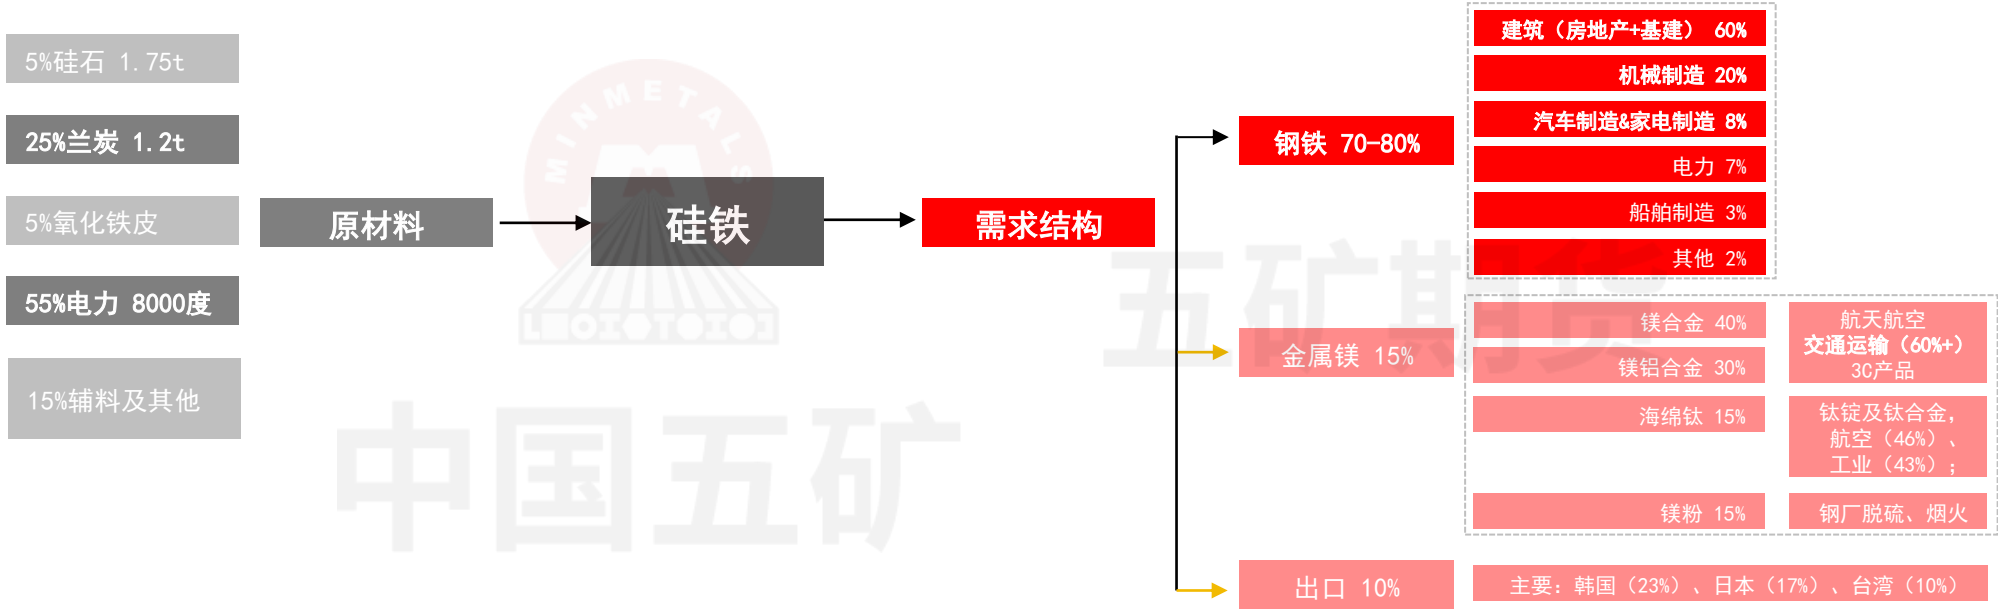 5%硅石 1.75t
25%兰炭 1.2t
5%氧化铁皮
55%电力 8000度
15%辅料及其他
原材料
硅铁
需求结构
钢铁 70-80%
建筑（房地产+基建） 60%
机械制造 20%
汽车制造&家电制造 8%
电力 7%
船舶制造 3%
其他 2%
金属镁 15%
镁合金 40%
镁铝合金 30%
海绵钛 15%
镁粉 15%
航天航空
交通运输（60%+）
3C产品
钛锭及钛合金，
航空（46%）、
工业（43%）；
钢厂脱硫、烟火
出口 10%
主要：韩国（23%）、日本（17%）、台湾（10%）
MINMETALS
中国五矿
五矿期货